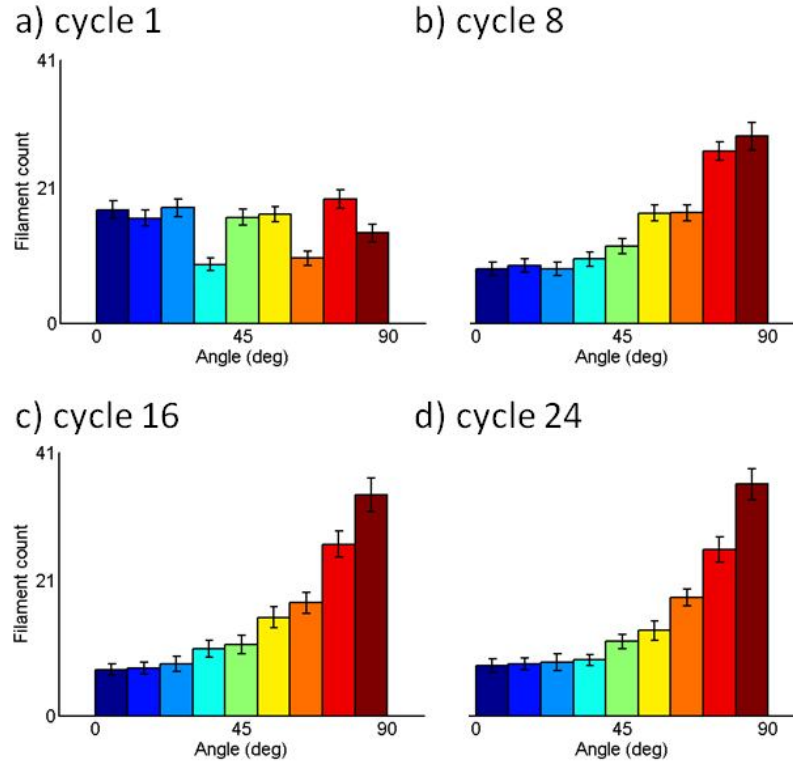 a) cycle 1
b) cycle 8
41
21
0
Filament count
0 45 90
Angle (deg)
0 45 90
Angle (deg)
c) cycle 16
d) cycle 24
41
21
0
Filament count
0 45 90
Angle (deg)
0 45 90
Angle (deg)